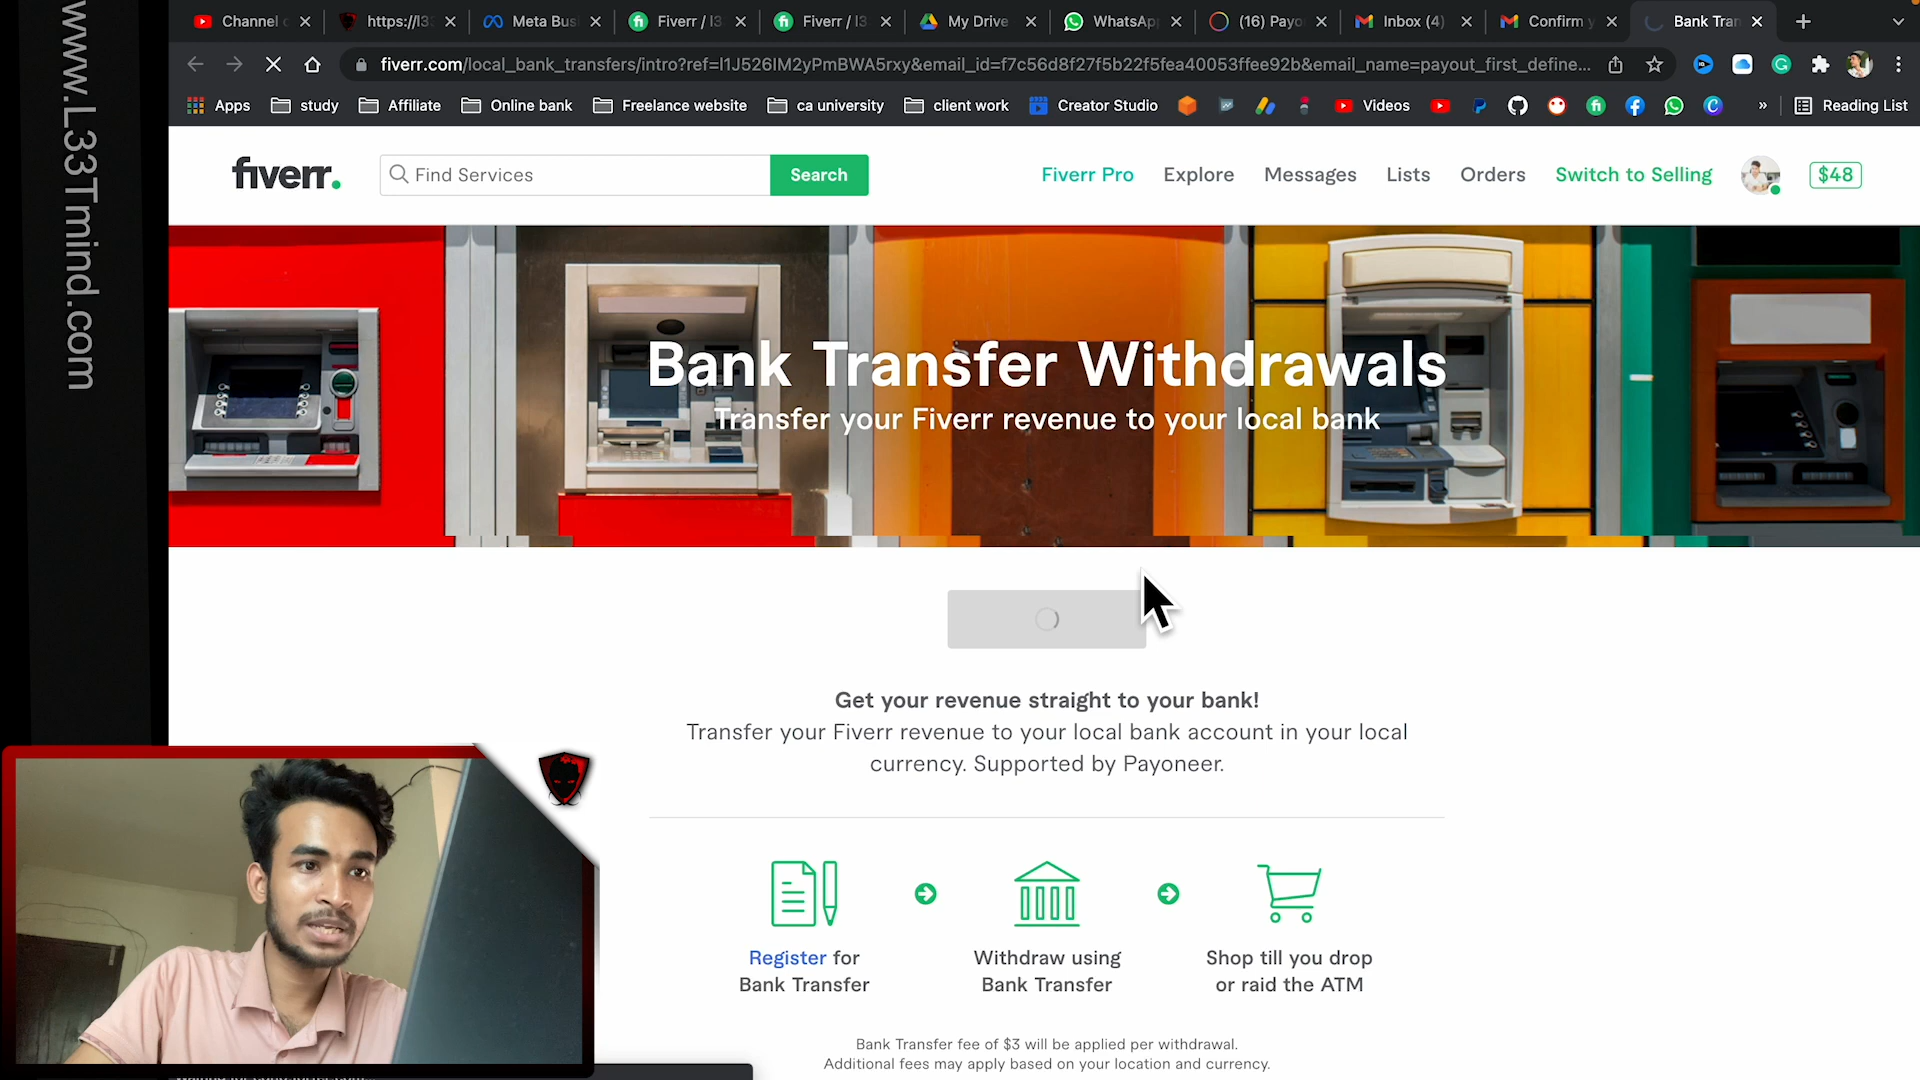 www.L33Tmind.com
Channel
https://l33
Meta Bus
Fiverr / l33
Fiverr / l33
My Drive
WhatsAp
(16) Payo
Inbox (4)
Confirm y
Bank Tran
fiverr.com/local_bank_transfers/intro?ref=l1J526IM2yPmBWA5rxy&email_id=f7c56d8f27f5b22f5fea40053ffee92b&email_name=payout_first_define...
Apps
study
Affiliate
Online bank
Freelance website
ca university
client work
Creator Studio
Videos
»
Reading List
fiverr.
Find Services
Search
Fiverr Pro
Explore
Messages
Lists
Orders
Switch to Selling
$48
Bank Transfer Withdrawals
Transfer your Fiverr revenue to your local bank
Get your revenue straight to your bank!
Transfer your Fiverr revenue to your local bank account in your local
currency. Supported by Payoneer.
Register for
Bank Transfer
Withdraw using
Bank Transfer
Shop till you drop
or raid the ATM
Bank Transfer fee of $3 will be applied per withdrawal.
Additional fees may apply based on your location and currency.